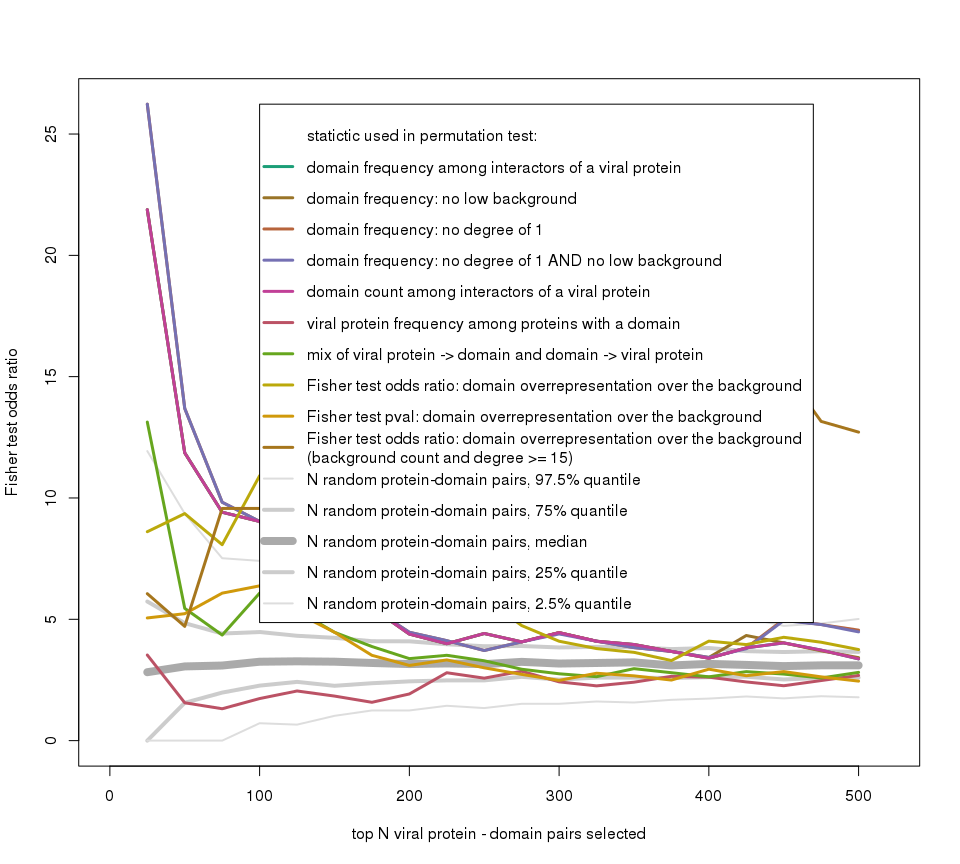 statictic used in permutation test:
domain frequency among interactors of a viral protein
domain frequency: no low background
domain frequency: no degree of 1
domain frequency: no degree of 1 AND no low background
domain count among interactors of a viral protein
viral protein frequency among proteins with a domain
mix of viral protein -> domain and domain -> viral protein
Fisher test odds ratio: domain overrepresentation over the background
Fisher test pval: domain overrepresentation over the background
Fisher test odds ratio: domain overrepresentation over the background
(background count and degree >= 15)
N random protein-domain pairs, 97.5% quantile
N random protein-domain pairs, 75% quantile
N random protein-domain pairs, median
N random protein-domain pairs, 25% quantile
N random protein-domain pairs, 2.5% quantile
Fisher test odds ratio
25
20
15
10
5
0
0 100 200 300 400 500
top N viral protein - domain pairs selected